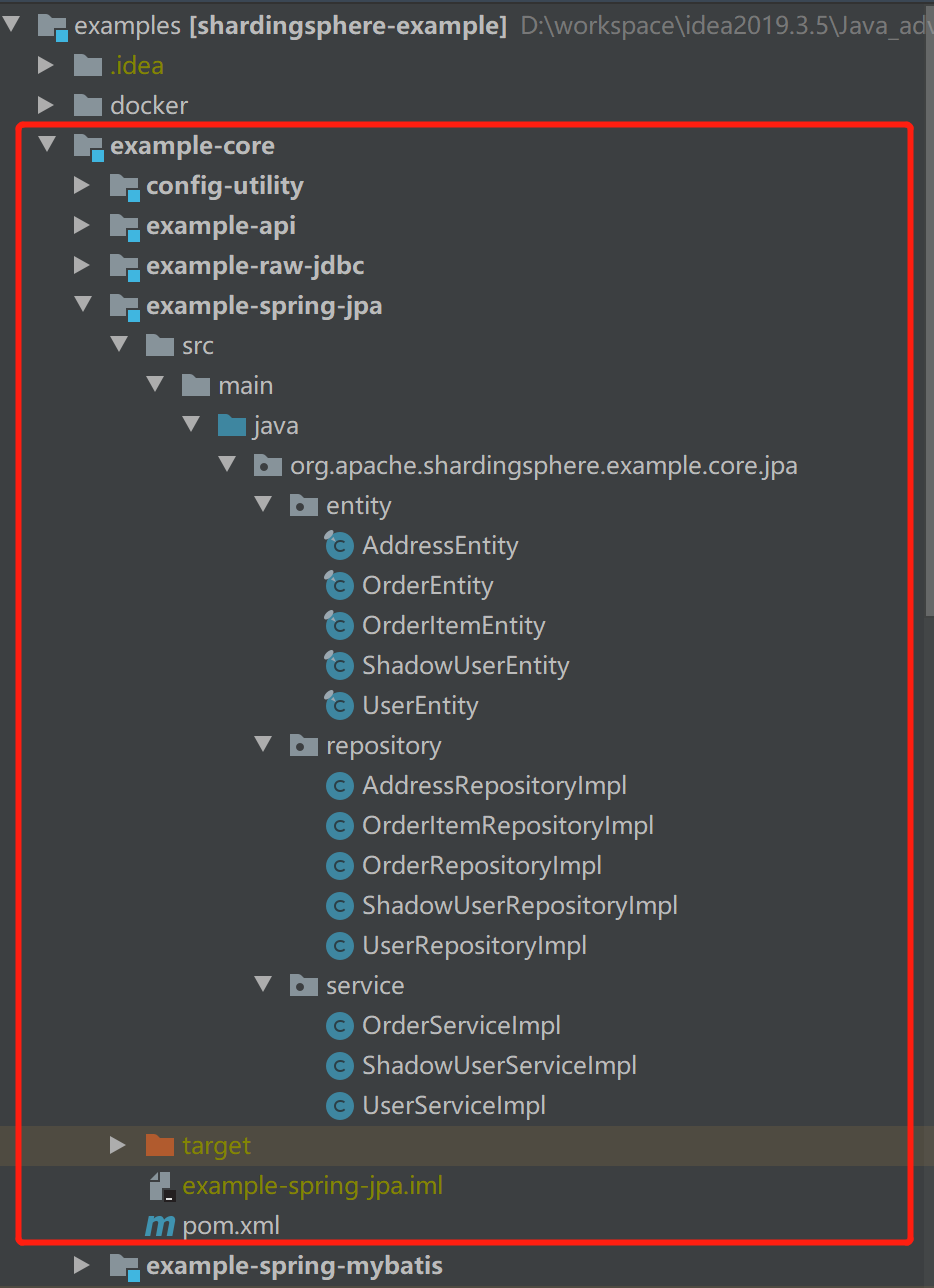 examples [shardingsphere-example] D:\workspace\idea2019.3.5\Java_adv
.idea
docker
example-core
config-utility
example-api
example-raw-jdbc
example-spring-jpa
src
main
java
org.apache.shardingsphere.example.core.jpa
entity
AddressEntity
OrderEntity
OrderItemEntity
ShadowUserEntity
UserEntity
repository
AddressRepositoryImpl
OrderItemRepositoryImpl
OrderRepositoryImpl
ShadowUserRepositoryImpl
UserRepositoryImpl
service
OrderServiceImpl
ShadowUserServiceImpl
UserServiceImpl
target
example-spring-jpa.iml
pom.xml
example-spring-mybatis